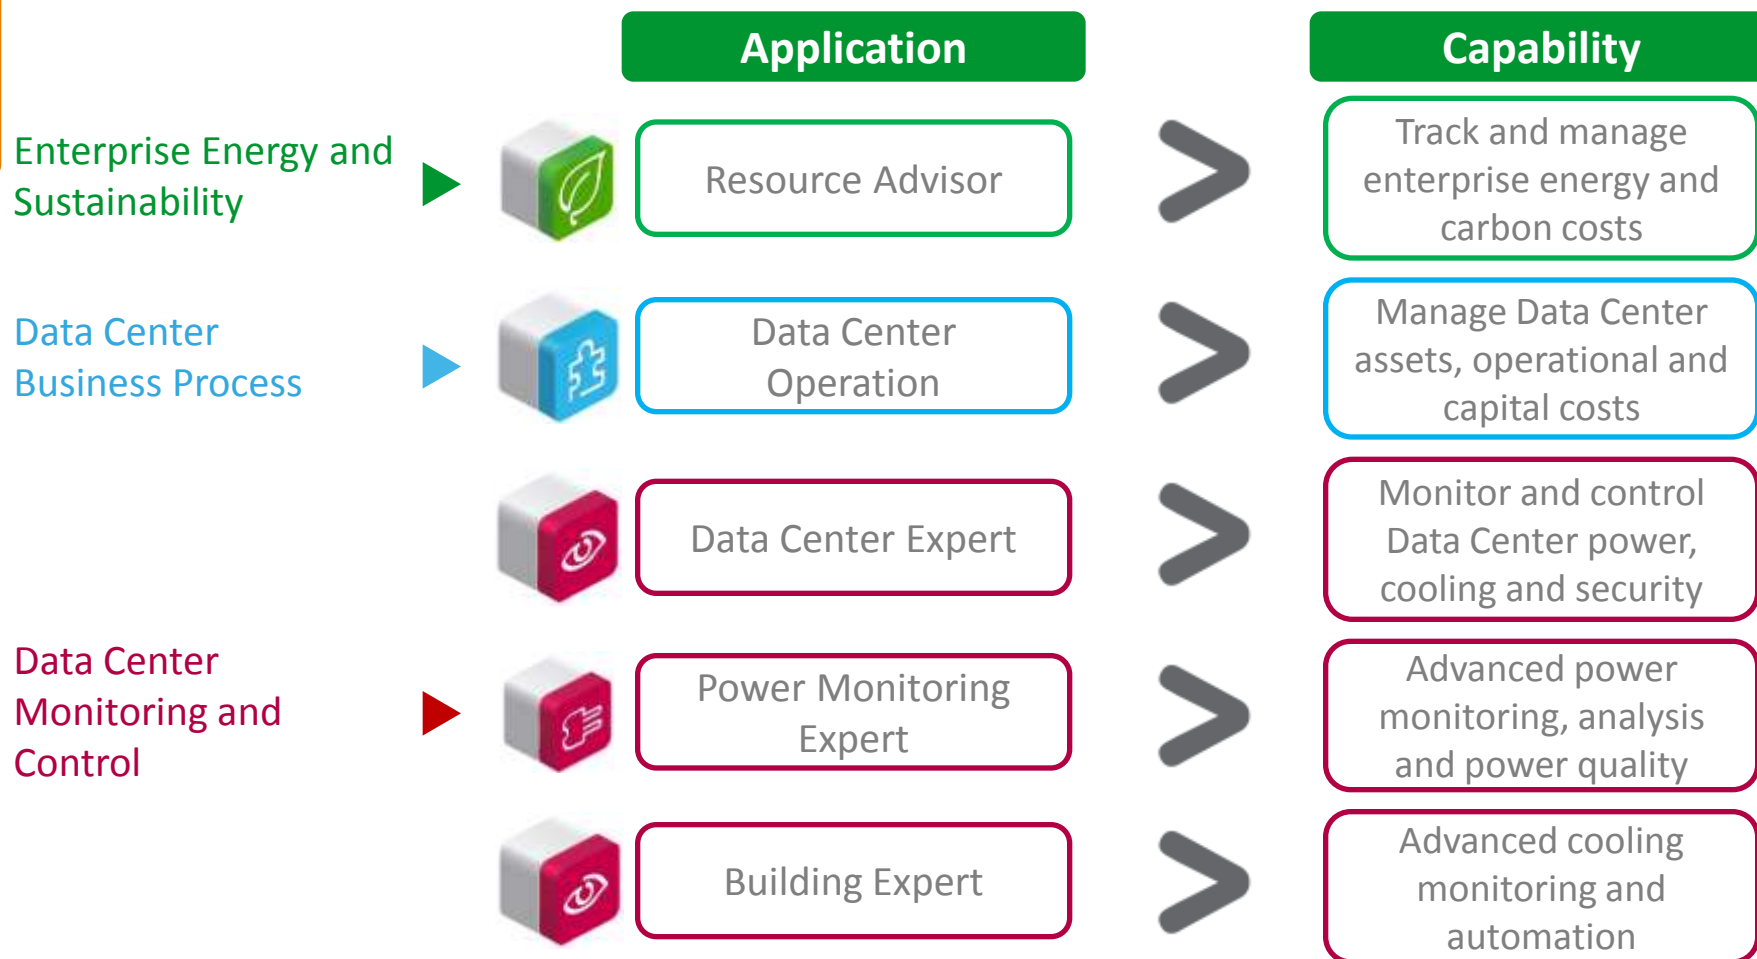 Application
Capability
Enterprise Energy and
Sustainability
Resource Advisor
Track and manage
enterprise energy and
carbon costs
Data Center
Business Process
Data Center
Operation
Manage Data Center
assets, operational and
capital costs
Data Center Expert
Monitor and control
Data Center power,
cooling and security
Data Center
Monitoring and
Control
Power Monitoring
Expert
Advanced power
monitoring, analysis
and power quality
Building Expert
Advanced cooling
monitoring and
automation